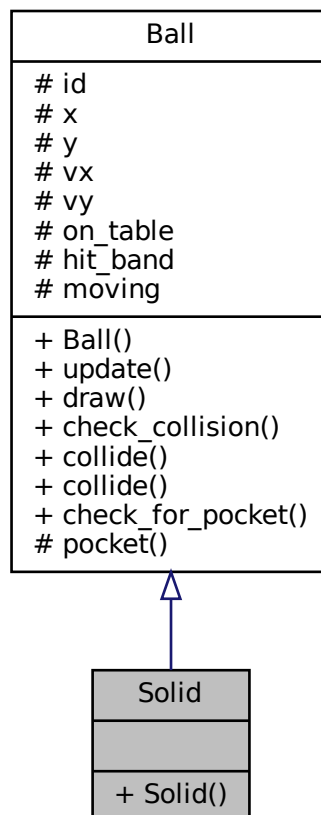 Ball
# id
# x
# y
# vx
# vy
# on_table
# hit_band
# moving
+ Ball()
+ update()
+ draw()
+ check_collision()
+ collide()
+ collide()
+ check_for_pocket()
# pocket()
Solid
+ Solid()